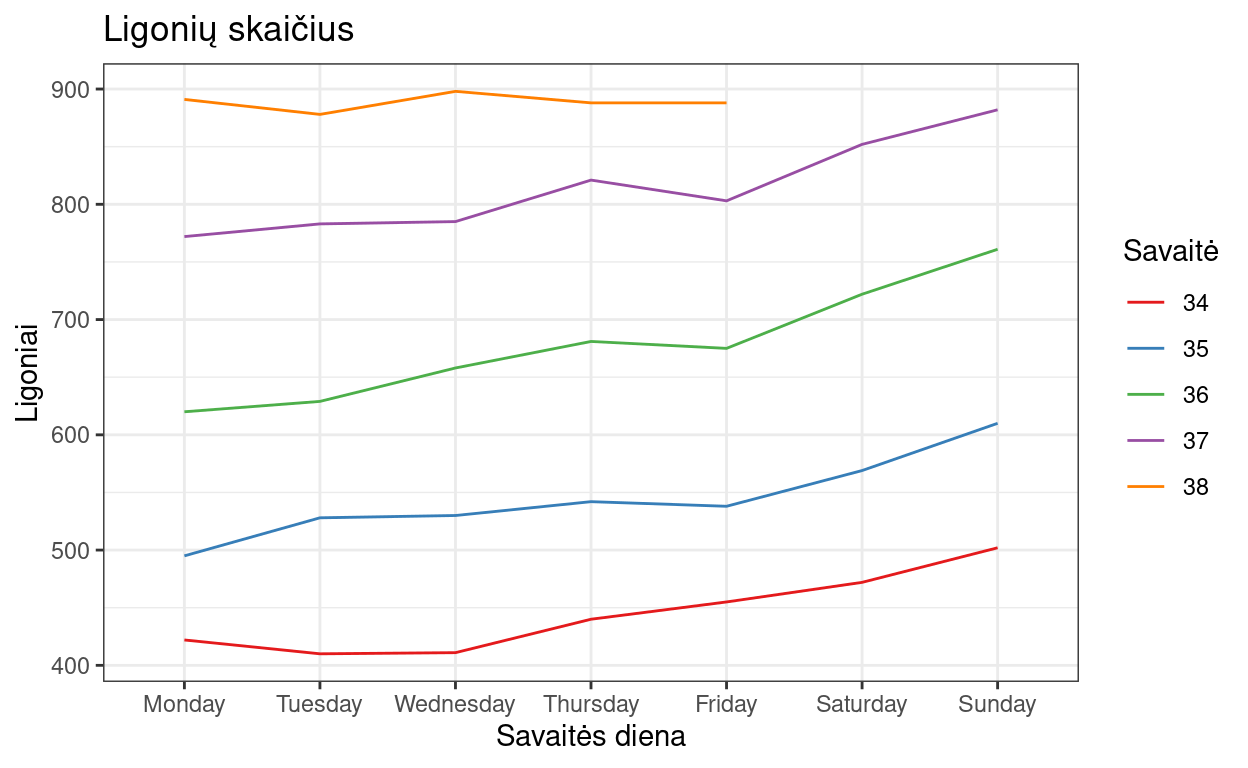 Ligonių skaičius
900
800
700
600
500
400
Ligoniai
Monday Tuesday Wednesday Thursday Friday Saturday Sunday
Savaitės diena
Savaitė
34
35
36
37
38